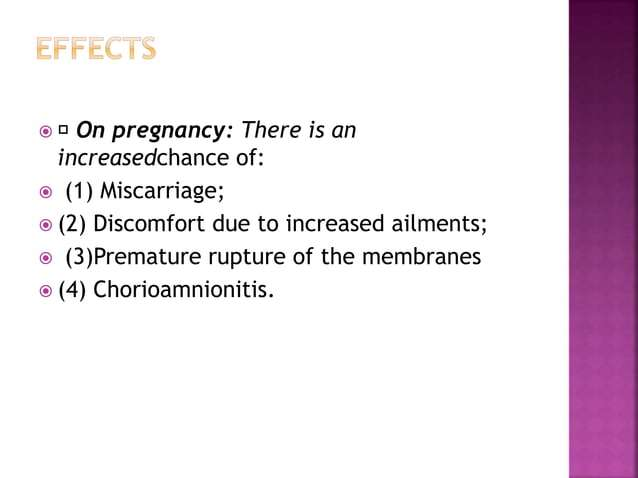 EFFECTS
On pregnancy: There is an
increasedchance of:
(1) Miscarriage;
(2) Discomfort due to increased ailments;
(3)Premature rupture of the membranes
(4) Chorioamnionitis.